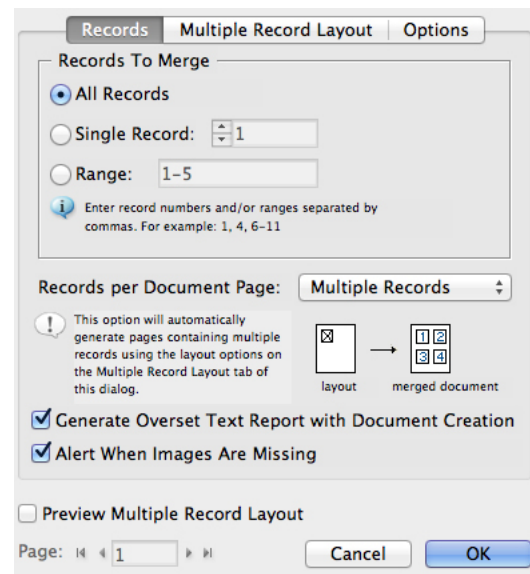 Records Multiple Record Layout Options
Records To Merge
All Records
Single Record: 1
Range: 1-5
Enter record numbers and/or ranges separated by
commas. For example: 1, 4, 6-11
Records per Document Page: Multiple Records
This option will automatically
generate pages containing multiple
records using the layout options on
the Multiple Record Layout tab of
this dialog.
1 2
3 4
layout merged document
Generate Overset Text Report with Document Creation
Alert When Images Are Missing
Preview Multiple Record Layout
Page: 1 Cancel OK